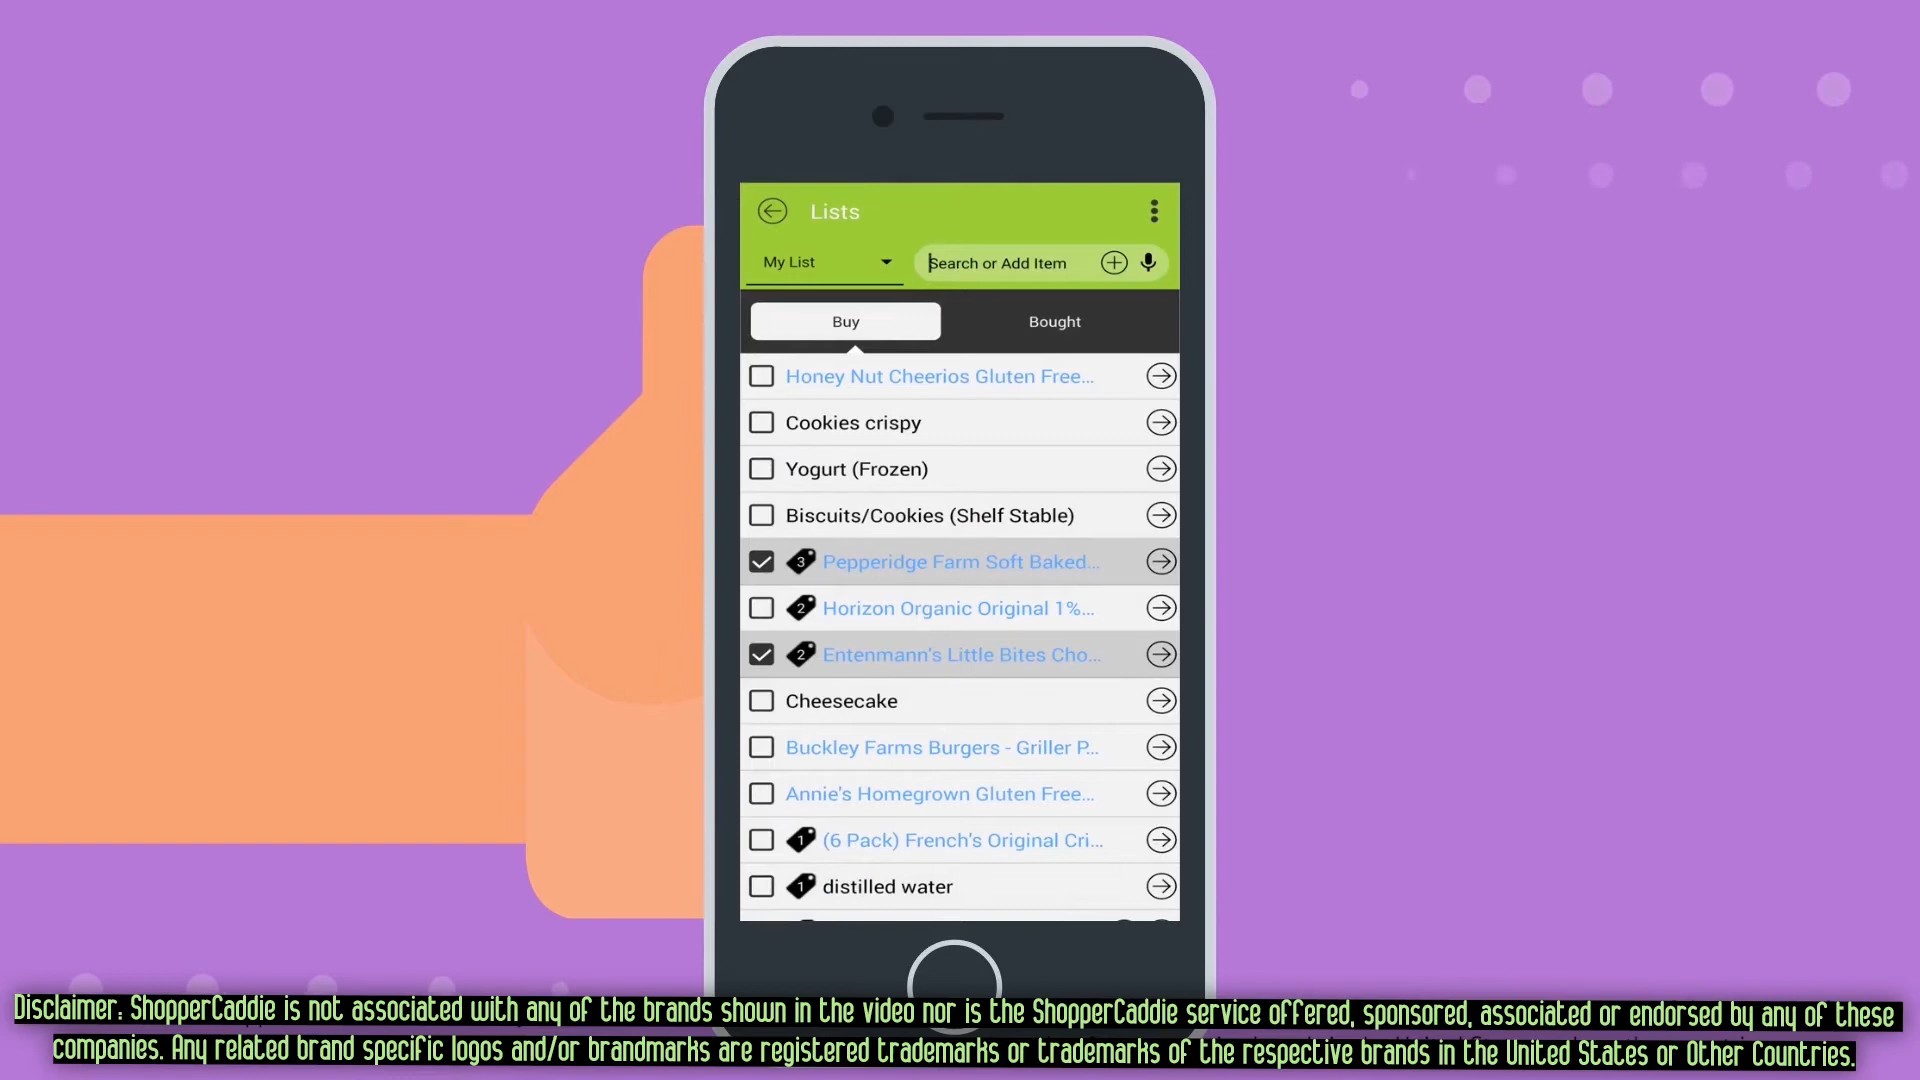 Lists
My List
Search or Add Item
Buy
Bought
Honey Nut Cheerios Gluten Free...
Cookies crispy
Yogurt (Frozen)
Biscuits/Cookies (Shelf Stable)
3 Pepperidge Farm Soft Baked...
2 Horizon Organic Original 1%...
2 Entenmann's Little Bites Cho...
Cheesecake
Buckley Farms Burgers - Griller P...
Annie's Homegrown Gluten Free...
1 (6 Pack) French's Original Cri...
1 distilled water
Disclaimer: ShopperCaddie is not associated with any of the brands shown in the video nor is the ShopperCaddie service offered, sponsored, associated or endorsed by any of these
companies. Any related brand specific logos and/or brandmarks are registered trademarks or trademarks of the respective brands in the United States or Other Countries.